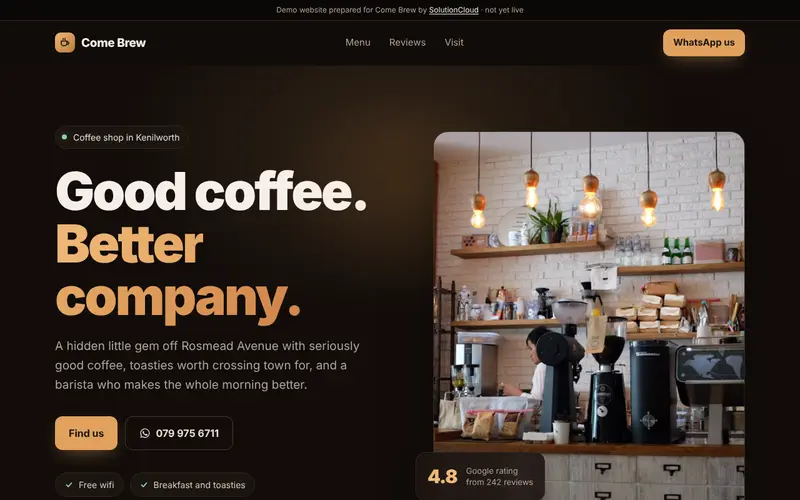 Demo website prepared for Come Brew by SolutionCloud · not yet live
Come Brew
Menu
Reviews
Visit
WhatsApp us
Coffee shop in Kenilworth
Good coffee.
Better
company.
A hidden little gem off Rosmead Avenue with seriously
good coffee, toasties worth crossing town for, and a
barista who makes the whole morning better.
Find us
079 975 6711
Free wifi
Breakfast and toasties
4.8
Google rating
from 242 reviews